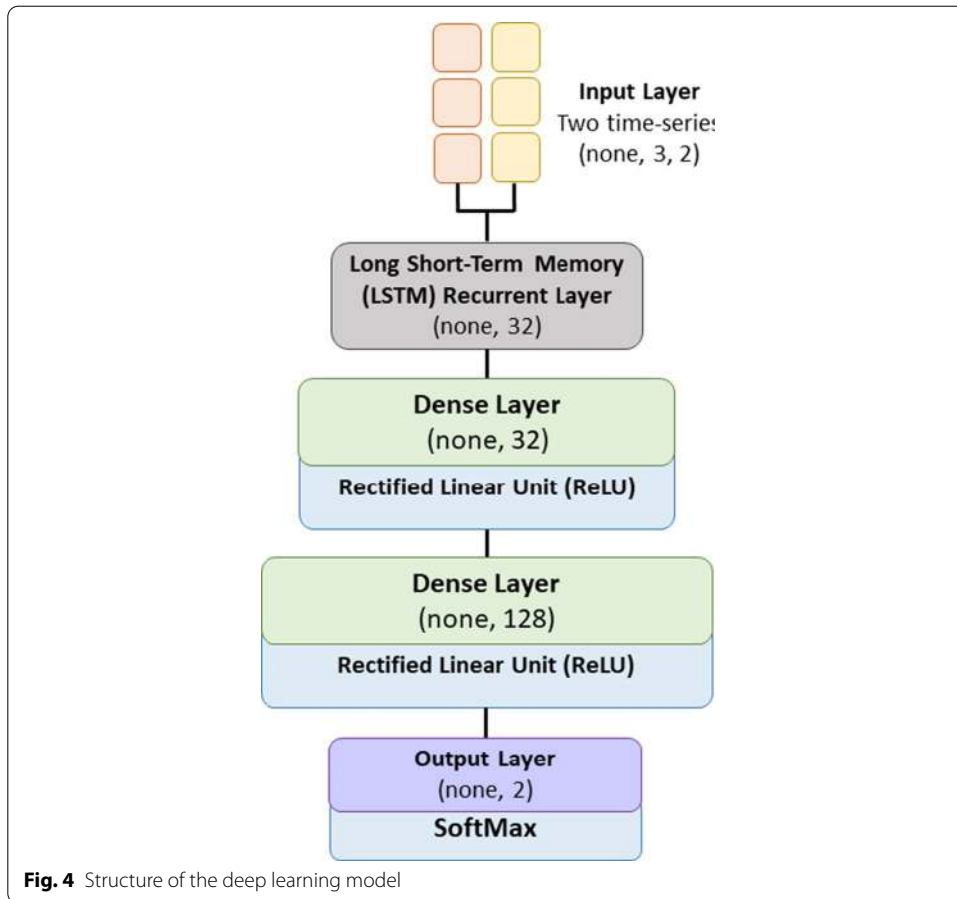 Input Layer
Two time-series
(none, 3, 2)
Long Short-Term Memory
(LSTM) Recurrent Layer
(none, 32)
Dense Layer
(none, 32)
Rectified Linear Unit (ReLU)
Dense Layer
(none, 128)
Rectified Linear Unit (ReLU)
Output Layer
(none, 2)
SoftMax
Fig. 4 Structure of the deep learning model